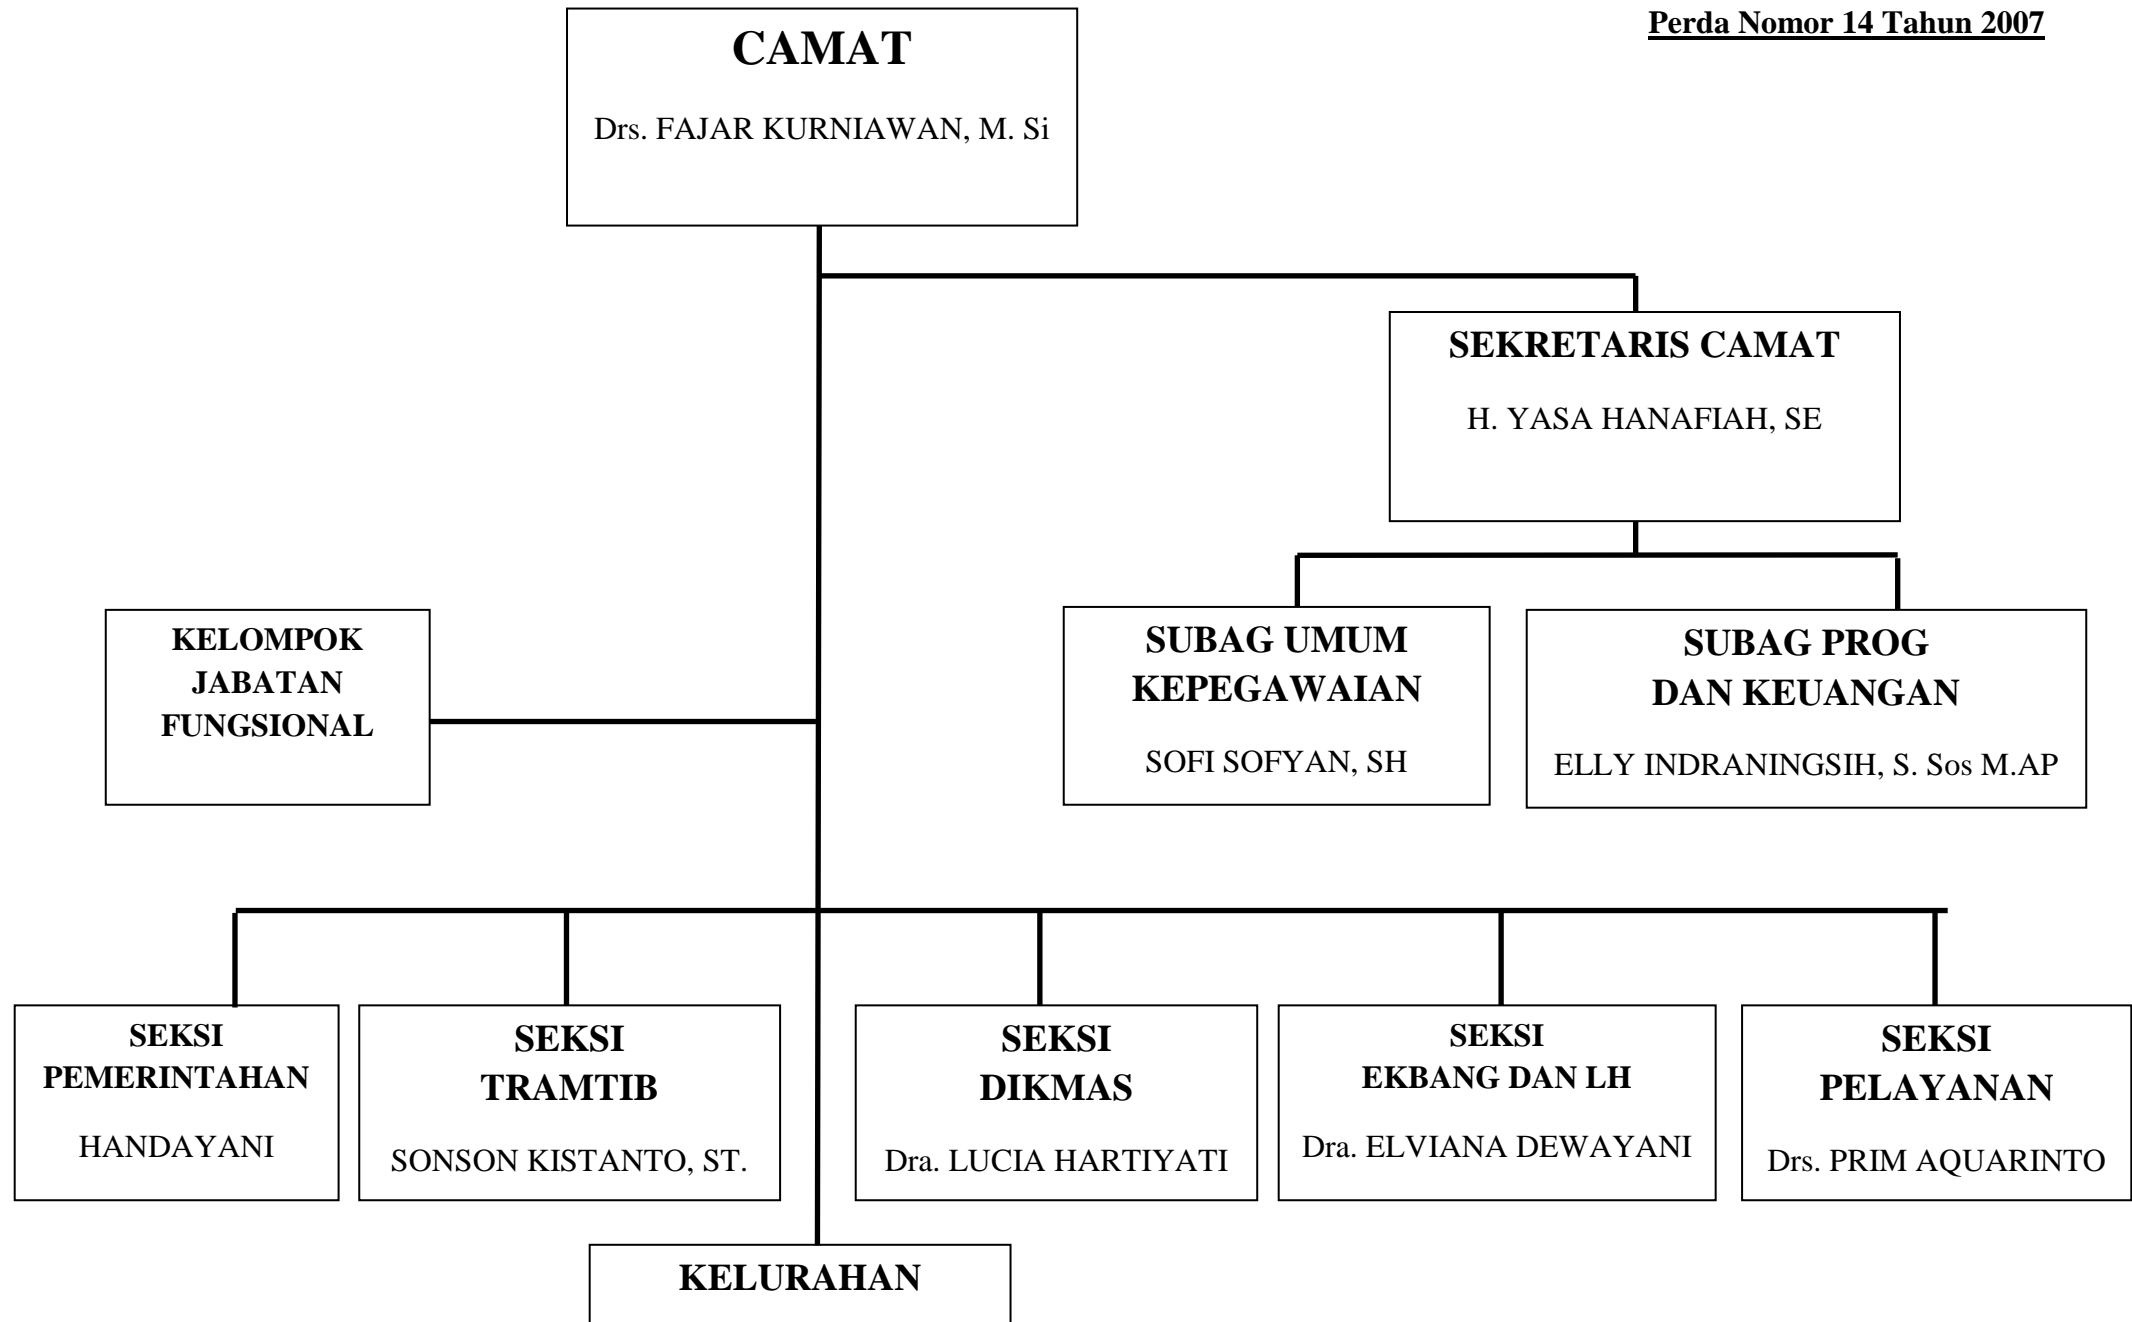 Perda Nomor 14 Tahun 2007
CAMAT
Drs. FAJAR KURNIAWAN, M. Si
SEKRETARIS CAMAT
H. YASA HANAFIAH, SE
KELOMPOK
JABATAN
FUNGSIONAL
SUBAG UMUM
KEPEGAWAIAN
SOFI SOFYAN, SH
SUBAG PROG
DAN KEUANGAN
ELLY INDRANINGSIH, S. Sos M.AP
SEKSI
PEMERINTAHAN
HANDAYANI
SEKSI
TRAMTIB
SONSON KISTANTO, ST.
SEKSI
DIKMAS
Dra. LUCIA HARTIYATI
SEKSI
EKBANG DAN LH
Dra. ELVIANA DEWAYANI
SEKSI
PELAYANAN
Drs. PRIM AQUARINTO
KELURAHAN